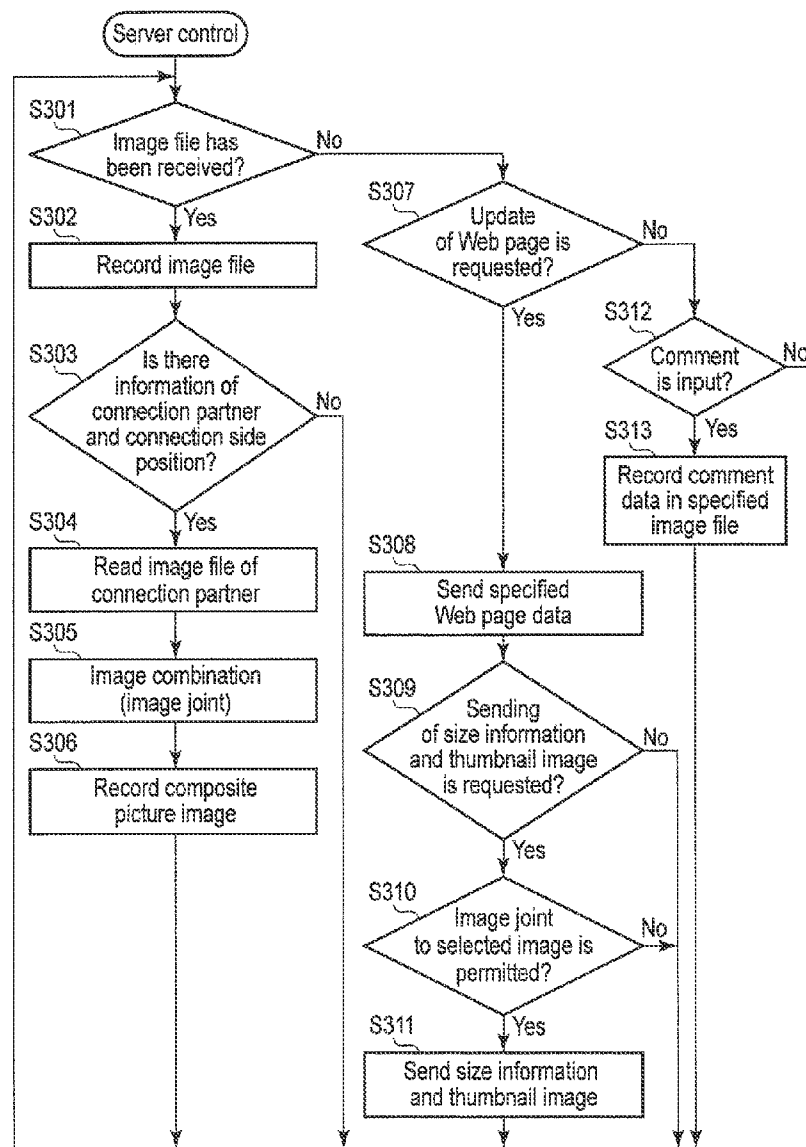 Server control
S301
Image file has
been received?
No
Yes
S302
Record image file
S303
Is there
information of
connection partner
and connection side
position?
No
Yes
S304
Read image file of
connection partner
S305
Image combination
(image joint)
S306
Record composite
picture image
S307
Update
of Web page is
requested?
No
Yes
S312
Comment
is input?
No
Yes
S313
Record comment
data in specified
image file
S308
Send specified
Web page data
S309
Sending
of size information
and thumbnail image
is requested?
No
Yes
S310
Image joint
to selected image is
permitted?
No
Yes
S311
Send size information
and thumbnail image